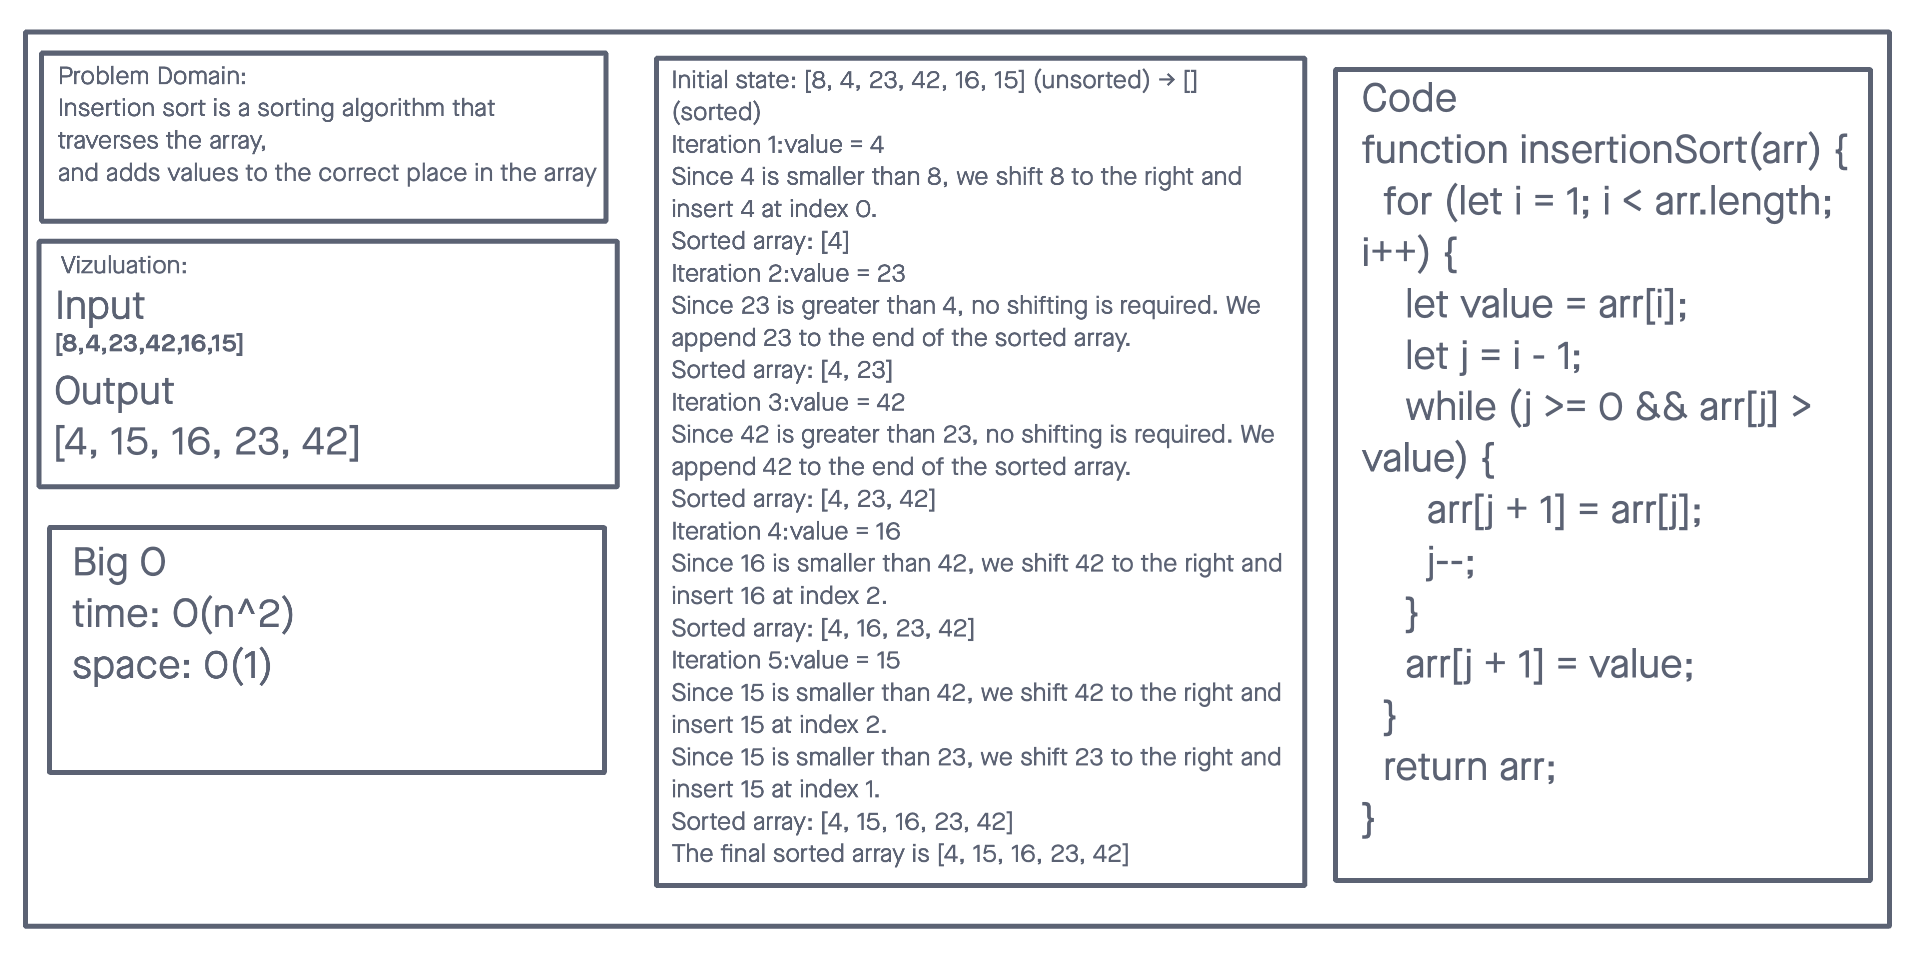 Problem Domain:
Insertion sort is a sorting algorithm that
traverses the array,
and adds values to the correct place in the array
Vizuluation:
Input
[8,4,23,42,16,15]
Output
[4, 15, 16, 23, 42]
Big O
time: O(n^2)
space: O(1)
Initial state: [8, 4, 23, 42, 16, 15] (unsorted) → []
(sorted)
Iteration 1:value = 4
Since 4 is smaller than 8, we shift 8 to the right and
insert 4 at index 0.
Sorted array: [4]
Iteration 2:value = 23
Since 23 is greater than 4, no shifting is required. We
append 23 to the end of the sorted array.
Sorted array: [4, 23]
Iteration 3:value = 42
Since 42 is greater than 23, no shifting is required. We
append 42 to the end of the sorted array.
Sorted array: [4, 23, 42]
Iteration 4:value = 16
Since 16 is smaller than 42, we shift 42 to the right and
insert 16 at index 2.
Sorted array: [4, 16, 23, 42]
Iteration 5:value = 15
Since 15 is smaller than 42, we shift 42 to the right and
insert 15 at index 2.
Since 15 is smaller than 23, we shift 23 to the right and
insert 15 at index 1.
Sorted array: [4, 15, 16, 23, 42]
The final sorted array is [4, 15, 16, 23, 42]
Code
function insertionSort(arr) {
for (let i = 1; i < arr.length;
i++) {
let value = arr[i];
let j = i - 1;
while (j >= 0 && arr[j] >
value) {
arr[j + 1] = arr[j];
j--;
}
arr[j + 1] = value;
}
return arr;
}